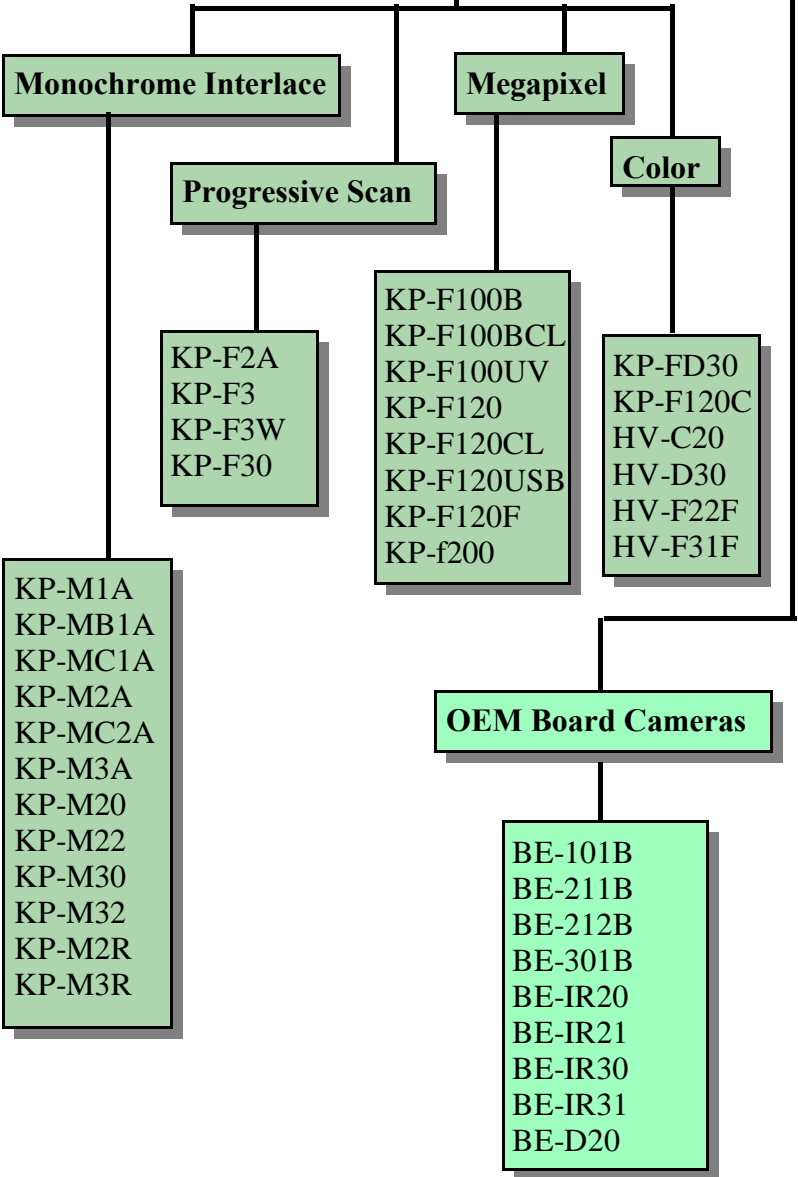 Monochrome Interlace
KP-M1A
KP-MB1A
KP-MC1A
KP-M2A
KP-MC2A
KP-M3A
KP-M20
KP-M22
KP-M30
KP-M32
KP-M2R
KP-M3R
Progressive Scan
KP-F2A
KP-F3
KP-F3W
KP-F30
Megapixel
KP-F100B
KP-F100BCL
KP-F100UV
KP-F120
KP-F120CL
KP-F120USB
KP-F120F
KP-f200
Color
KP-FD30
KP-F120C
HV-C20
HV-D30
HV-F22F
HV-F31F
OEM Board Cameras
BE-101B
BE-211B
BE-212B
BE-301B
BE-IR20
BE-IR21
BE-IR30
BE-IR31
BE-D20